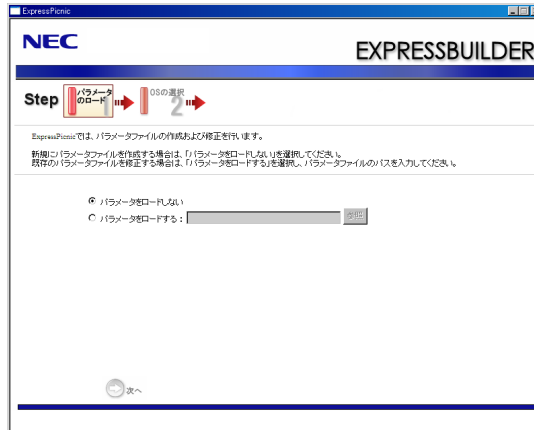 ExpressPicnic
NEC
EXPRESSBUILDER
Step パラメータのロード 1 OSの選択 2
ExpressPicnicでは、パラメータファイルの作成および修正を行います。
新規にパラメータファイルを作成する場合は、「パラメータをロードしない」を選択してください。
既存のパラメータファイルを修正する場合は、「パラメータをロードする」を選択し、パラメータファイルのパスを入力してください。
パラメータをロードしない
パラメータをロードする：
参照
次へ